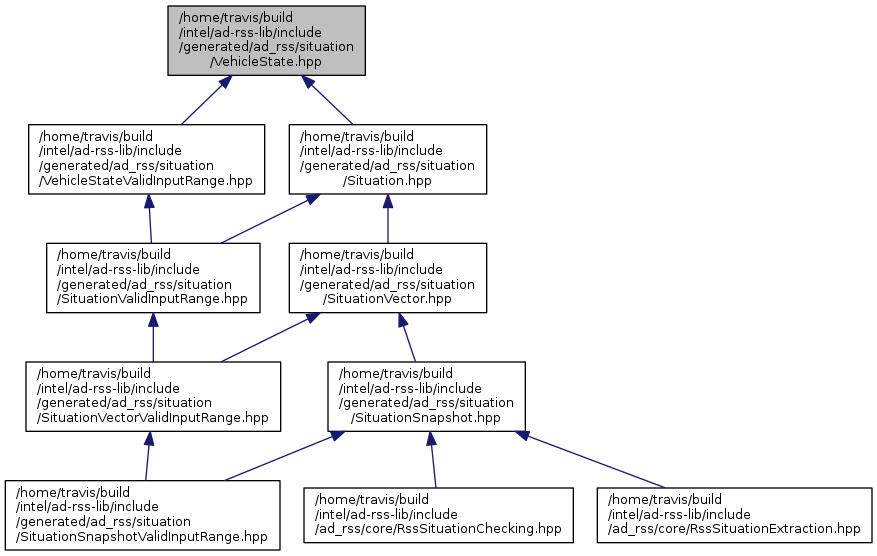 /home/travis/build
/intel/ad-rss-lib/include
/generated/ad_rss/situation
/VehicleState.hpp
/home/travis/build
/intel/ad-rss-lib/include
/generated/ad_rss/situation
/VehicleStateValidInputRange.hpp
/home/travis/build
/intel/ad-rss-lib/include
/generated/ad_rss/situation
/Situation.hpp
/home/travis/build
/intel/ad-rss-lib/include
/generated/ad_rss/situation
/SituationValidInputRange.hpp
/home/travis/build
/intel/ad-rss-lib/include
/generated/ad_rss/situation
/SituationVector.hpp
/home/travis/build
/intel/ad-rss-lib/include
/generated/ad_rss/situation
/SituationVectorValidInputRange.hpp
/home/travis/build
/intel/ad-rss-lib/include
/generated/ad_rss/situation
/SituationSnapshot.hpp
/home/travis/build
/intel/ad-rss-lib/include
/generated/ad_rss/situation
/SituationSnapshotValidInputRange.hpp
/home/travis/build
/intel/ad-rss-lib/include
/ad_rss/core/RssSituationChecking.hpp
/home/travis/build
/intel/ad-rss-lib/include
/ad_rss/core/RssSituationExtraction.hpp